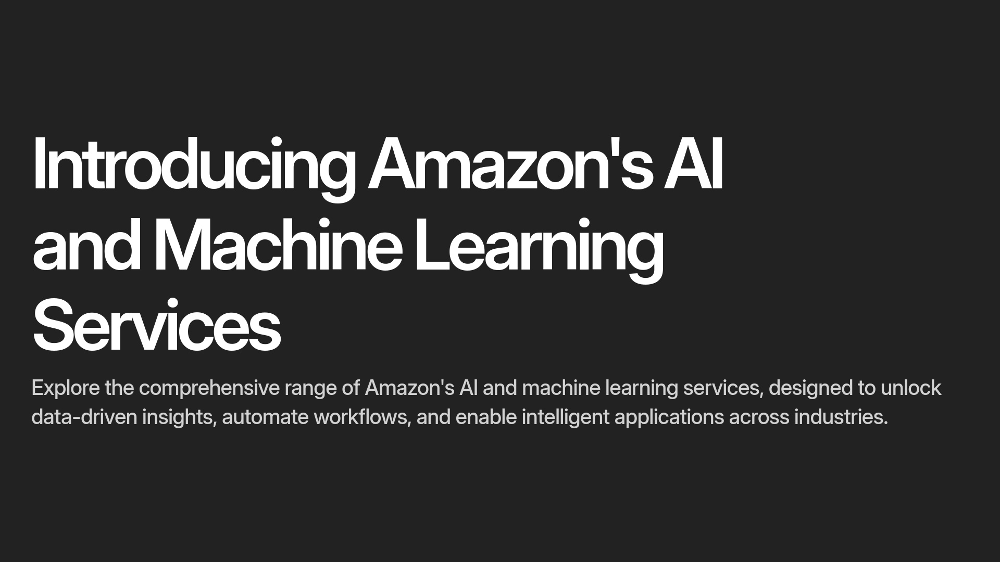 Introducing Amazon's AI
and Machine Learning
Services
Explore the comprehensive range of Amazon's AI and machine learning services, designed to unlock
data-driven insights, automate workflows, and enable intelligent applications across industries.